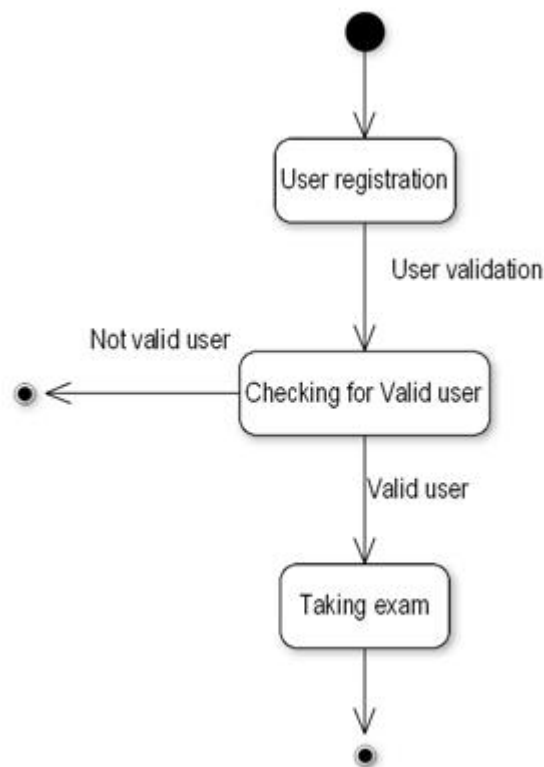 User registration
User validation
Not valid user
Checking for Valid user
Valid user
Taking exam